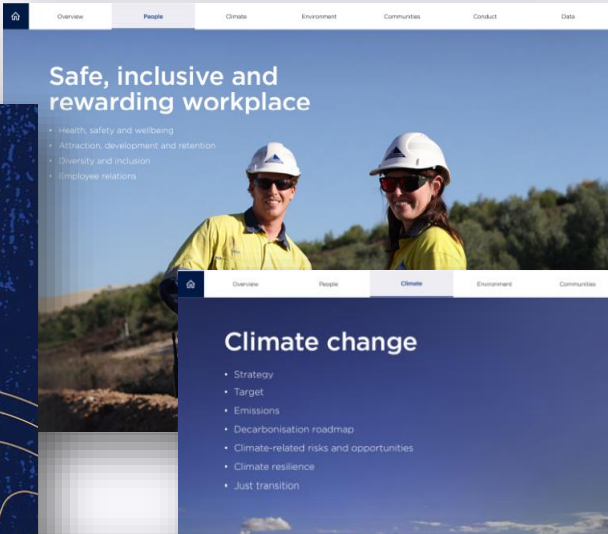 Overview People Climate Environment Communities Conduct Data
Safe, inclusive and
rewarding workplace
• Health, safety and wellbeing
• Attraction, development and retention
• Diversity and inclusion
• Employee relations
Overview People Climate Environment Communities
Climate change
• Strategy
• Target
• Emissions
• Decarbonisation roadmap
• Climate-related risks and opportunities
• Climate resilience
• Just transition